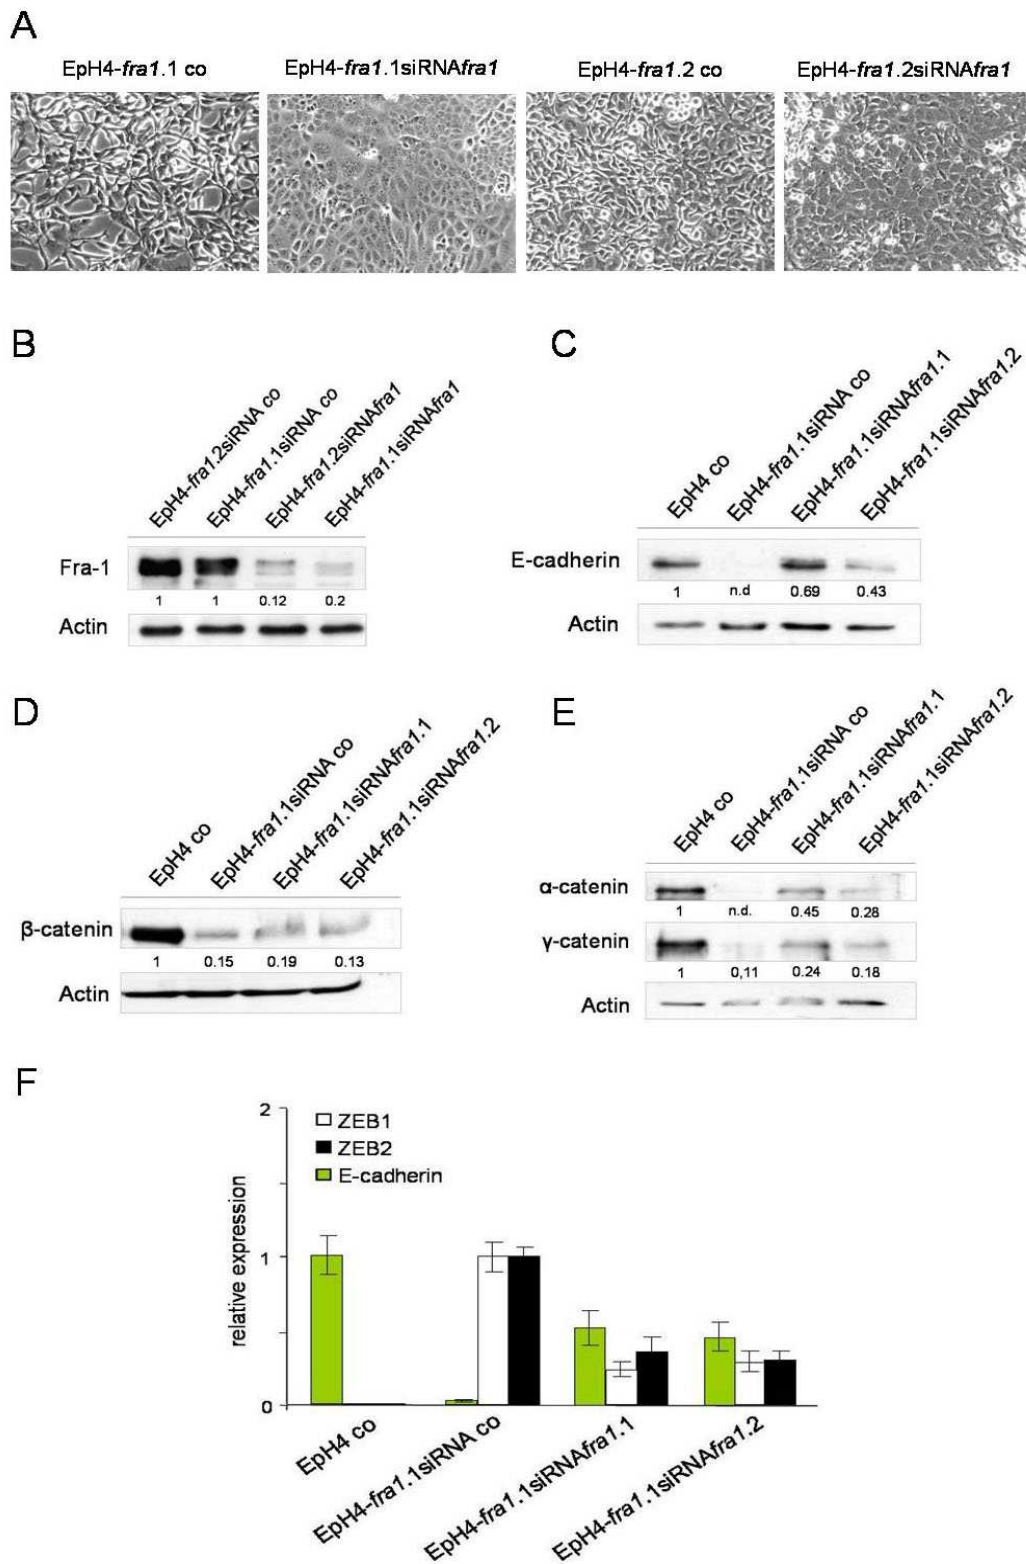 A
EpH4-fra1.1 co
EpH4-fra1.1siRNAfra1
EpH4-fra1.2 co
EpH4-fra1.2siRNAfra1
B
EpH4-fra1.2siRNA co
EpH4-fra1.1siRNA co
EpH4-fra1.2siRNAfra1
EpH4-fra1.1siRNAfra1
Fra-1
1 1 0.12 0.2
Actin
C
EpH4 co
EpH4-fra1.1siRNA co
EpH4-fra1.1siRNAfra1.1
EpH4-fra1.1siRNAfra1.2
E-cadherin
1 n.d 0.69 0.43
Actin
D
EpH4 co
EpH4-fra1.1siRNA co
EpH4-fra1.1siRNAfra1.1
EpH4-fra1.1siRNAfra1.2
β-catenin
1 0.15 0.19 0.13
Actin
E
EpH4 co
EpH4-fra1.1siRNA co
EpH4-fra1.1siRNAfra1.1
EpH4-fra1.1siRNAfra1.2
α-catenin
1 n.d. 0.45 0.28
γ-catenin
1 0,11 0.24 0.18
Actin
F
2
1
0
relative expression
ZEB1
ZEB2
E-cadherin
EpH4 co
EpH4-fra1.1siRNA co
EpH4-fra1.1siRNAfra1.1
EpH4-fra1.1siRNAfra1.2